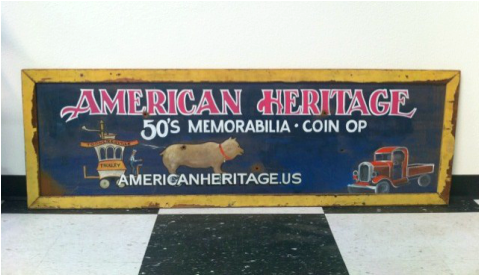 AMERICAN HERITAGE
50'S MEMORABILIA · COIN OP
AMERICANHERITAGE.US